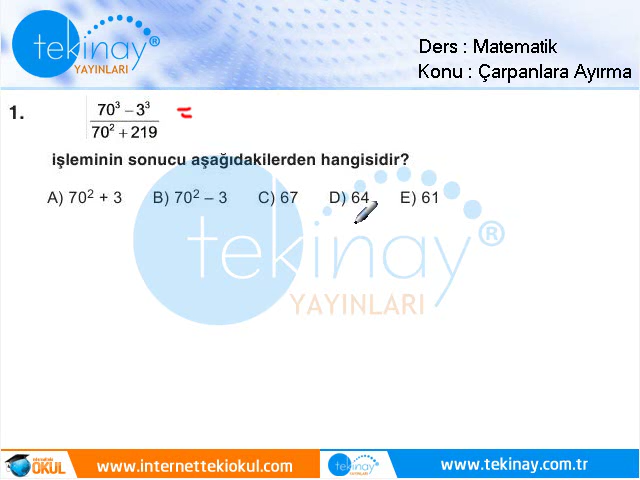 tekinay®
YAYINLARI
Ders : Matematik
Konu : Çarpanlara Ayırma
1.
70³ – 3³
70² + 219
=
işleminin sonucu aşağıdakilerden hangisidir?
A) 70² + 3 B) 70² – 3 C) 67 D) 64 E) 61
tekinay®
YAYINLARI
OKUL
www.internettekiokul.com
tekinay®
YAYINLARI
www.tekinay.com.tr